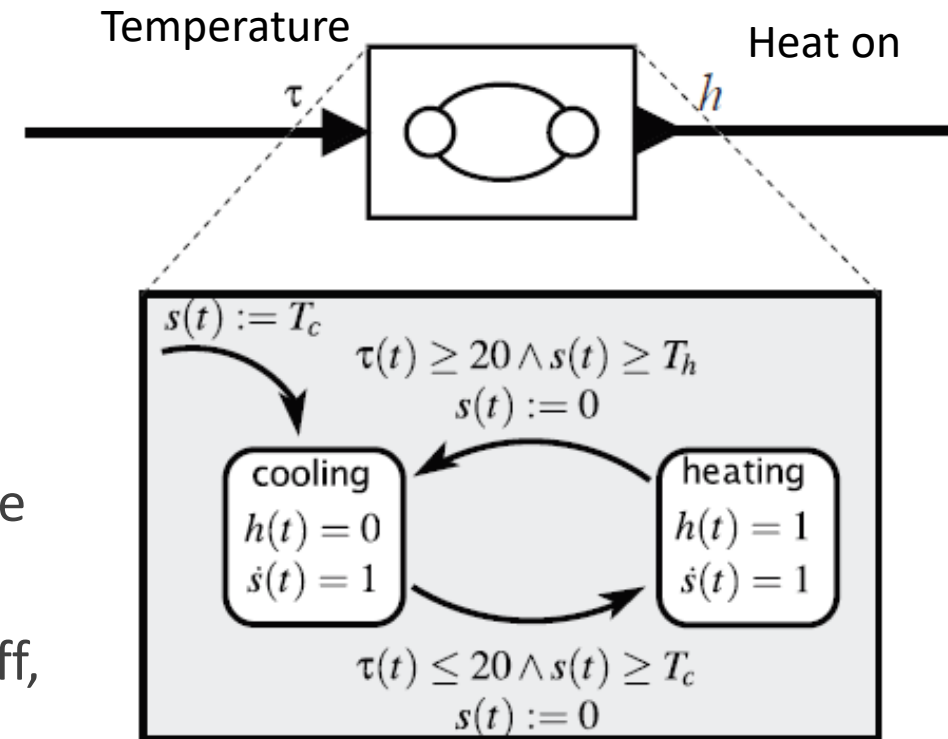 Temperature
Heat on
τ
h
s(t) := T_c
τ(t) ≥ 20 ∧ s(t) ≥ T_h
s(t) := 0
cooling
h(t) = 0
ṡ(t) = 1
heating
h(t) = 1
ṡ(t) = 1
τ(t) ≤ 20 ∧ s(t) ≥ T_c
s(t) := 0